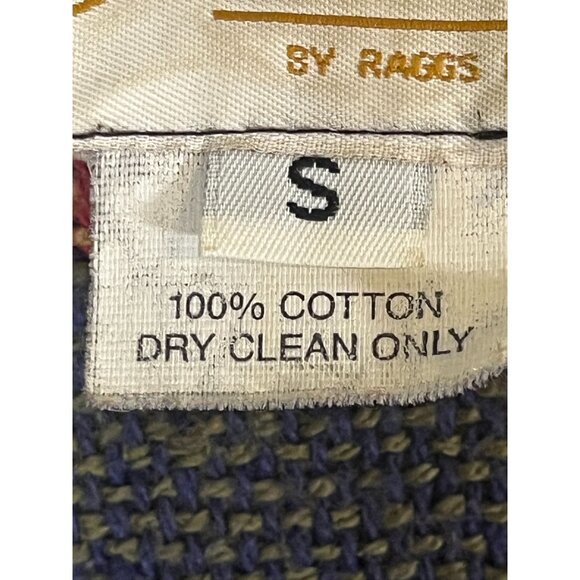 BY RAGGS
S
100% COTTON
DRY CLEAN ONLY